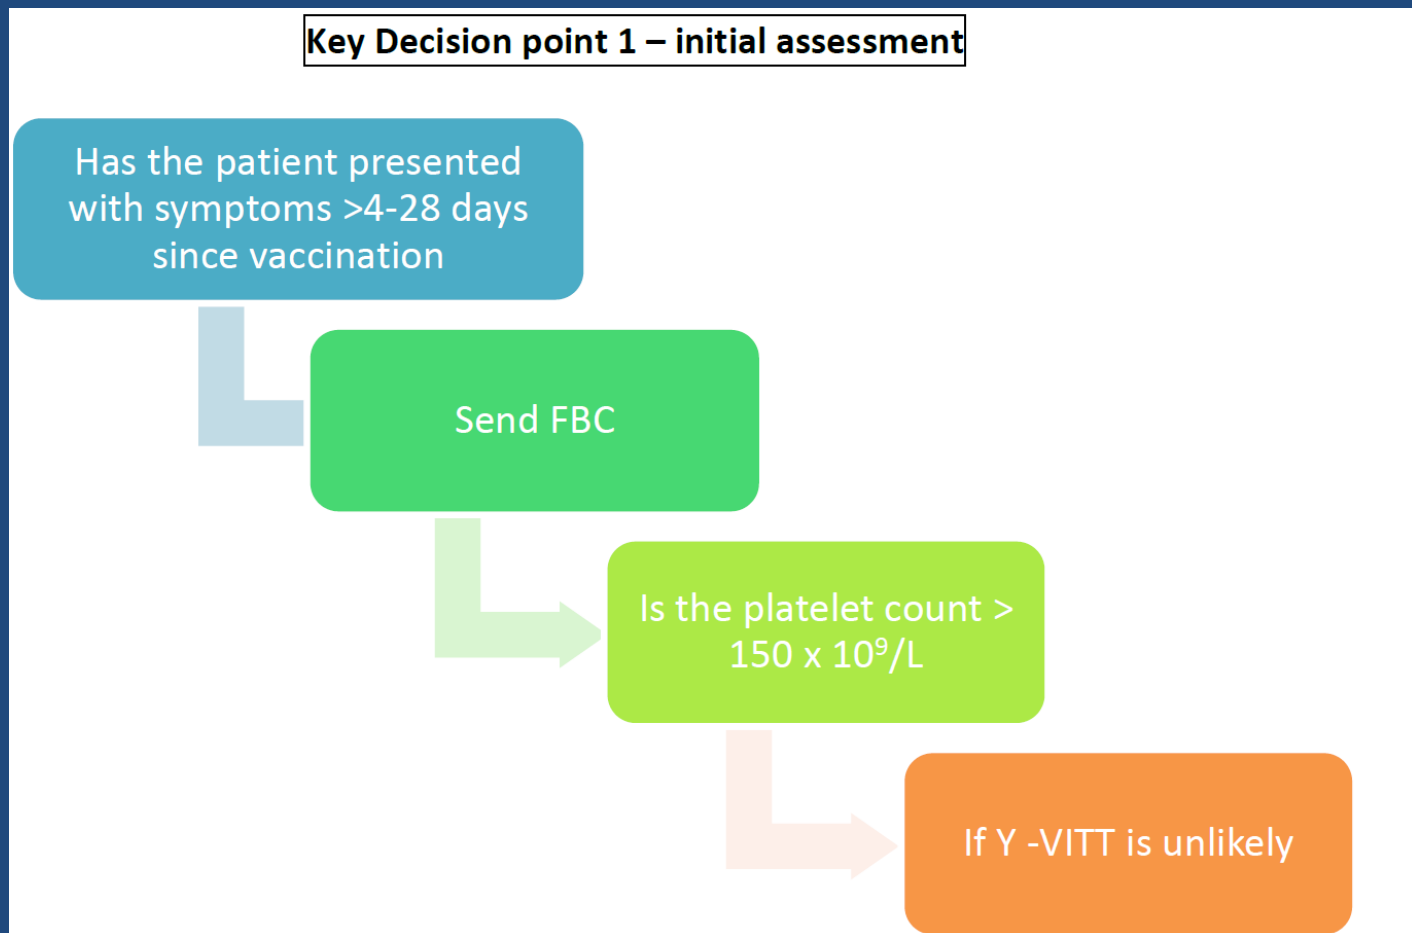 Key Decision point 1 – initial assessment
Has the patient presented
with symptoms >4-28 days
since vaccination
Send FBC
Is the platelet count >
150 x 10⁹/L
If Y -VITT is unlikely